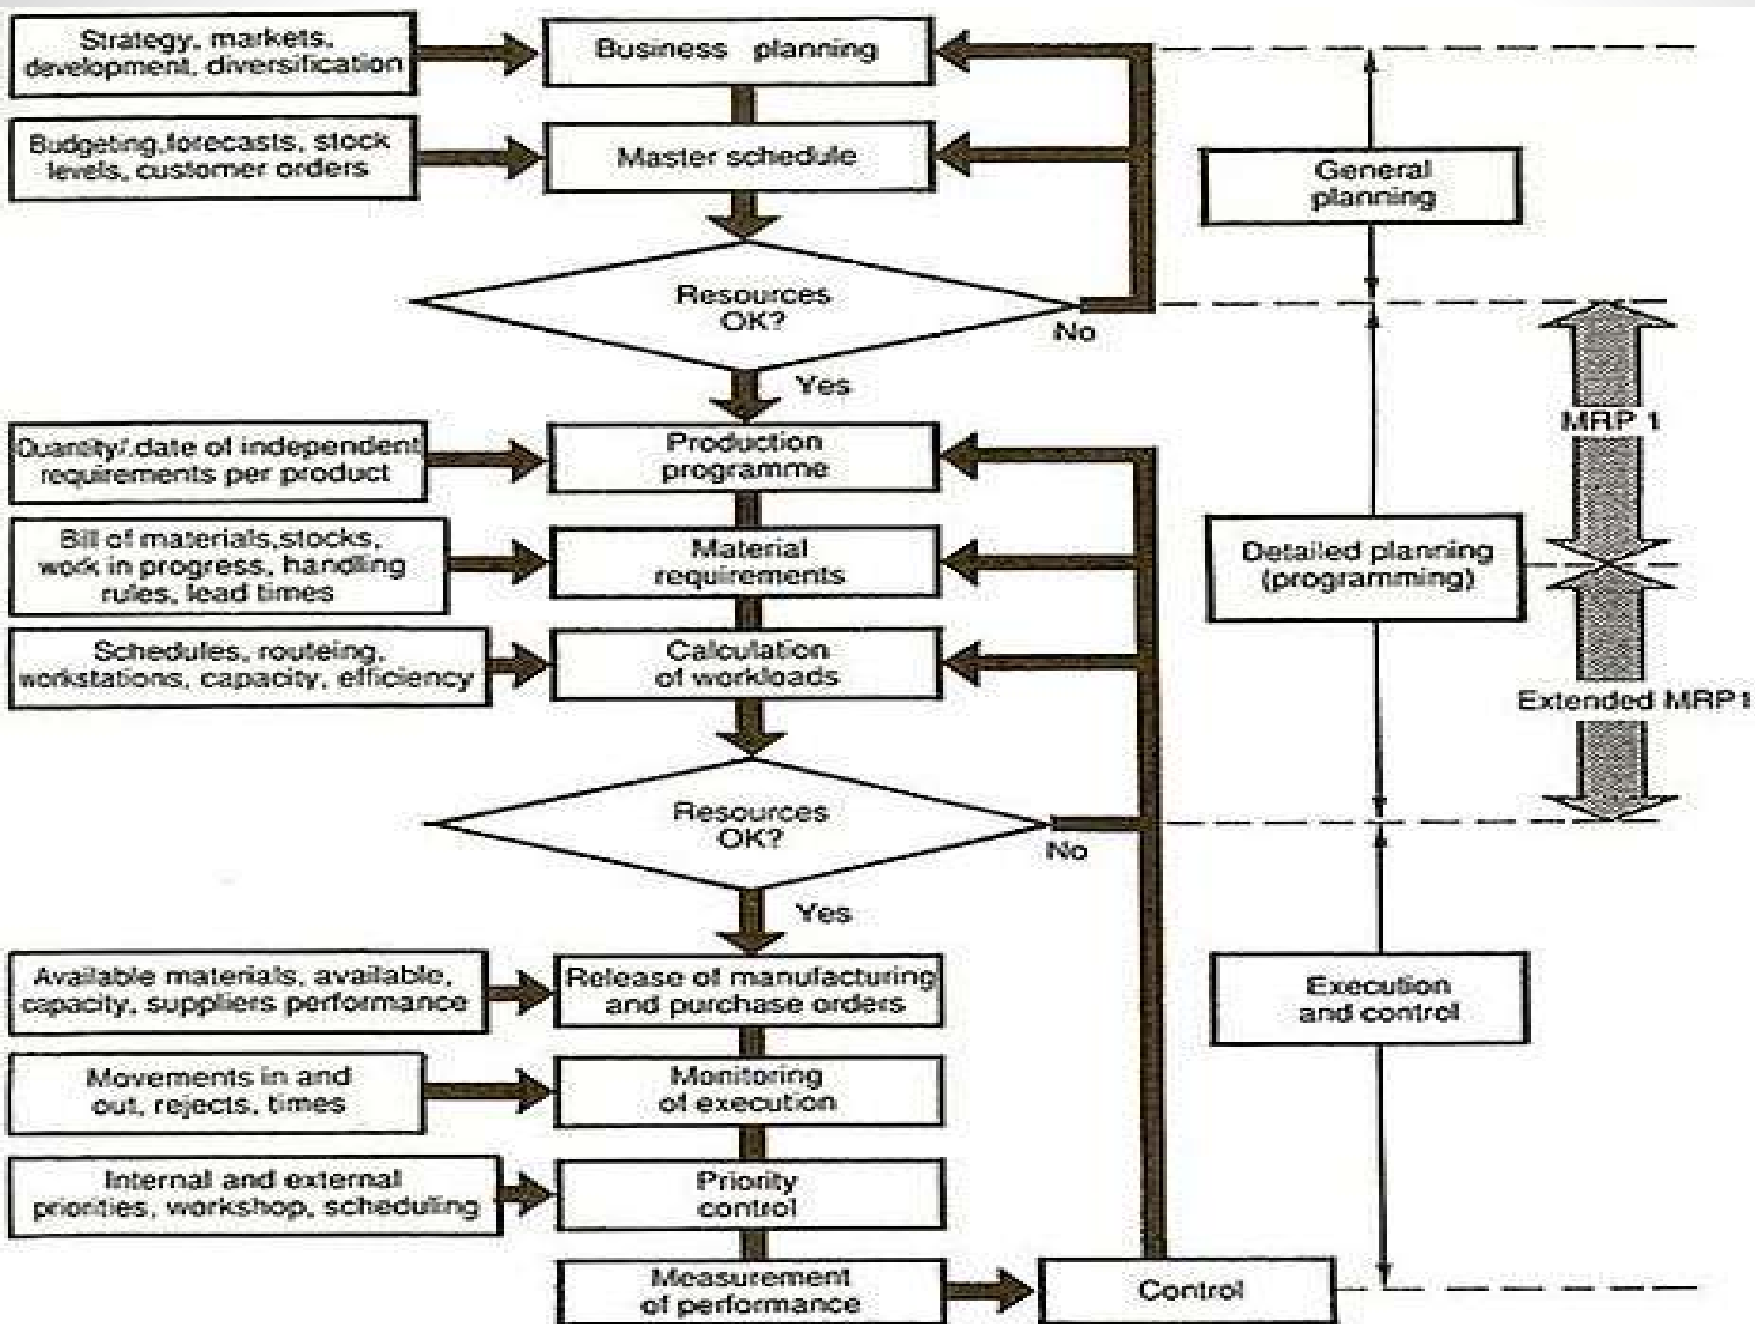 Strategy, markets,
development, diversification
Business planning
Budgeting,forecasts, stock
levels, customer orders
Master schedule
General
planning
Resources
OK?
No
Yes
MRP 1
Quantity/.date of independent
requirements per product
Production
programme
Bill of materials,stocks,
work in progress, handling
rules, lead times
Material
requirements
Detailed planning
(programming)
Schedules, routeing,
workstations, capacity, efficiency
Calculation
of workloads
Extended MRP1
Resources
OK?
No
Yes
Available materials, available,
capacity, suppliers performance
Release of manufacturing
and purchase orders
Execution
and control
Movements in and
out, rejects, times
Monitoring
of execution
Internal and external
priorities, workshop, scheduling
Priority
control
Measurement
of performance
Control